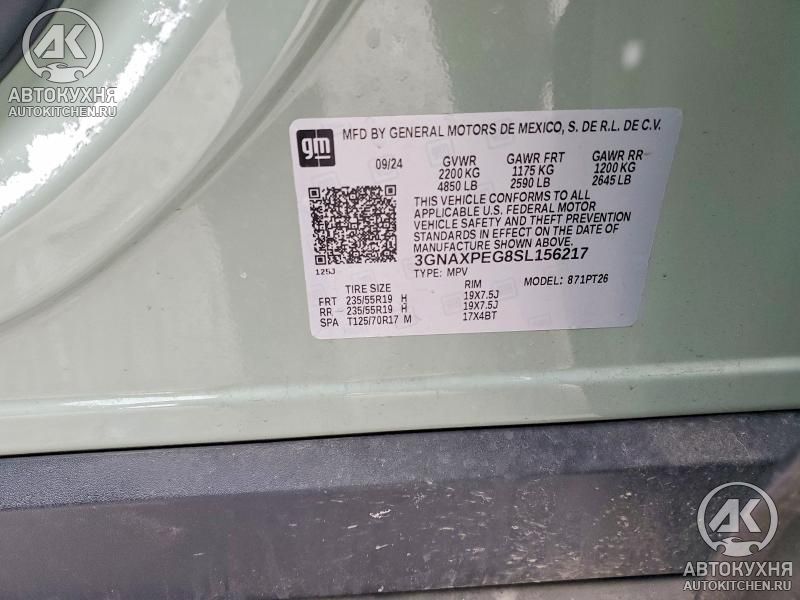 АК
АВТОКУХНЯ
AUTOKITCHEN.RU
gm
MFD BY GENERAL MOTORS DE MEXICO, S. DE R.L. DE C.V.
09/24 GVWR GAWR FRT GAWR RR
2200 KG 1175 KG 1200 KG
4850 LB 2590 LB 2645 LB
THIS VEHICLE CONFORMS TO ALL
APPLICABLE U.S. FEDERAL MOTOR
VEHICLE SAFETY AND THEFT PREVENTION
STANDARDS IN EFFECT ON THE DATE OF
MANUFACTURE SHOWN ABOVE.
3GNAXPEG8SL156217
125J
TYPE: MPV MODEL: 871PT26
TIRE SIZE RIM
FRT 235/55R19 H 19X7.5J
RR 235/55R19 H 19X7.5J
SPA T125/70R17 M 17X4BT
АК
АВТОКУХНЯ
AUTOKITCHEN.RU